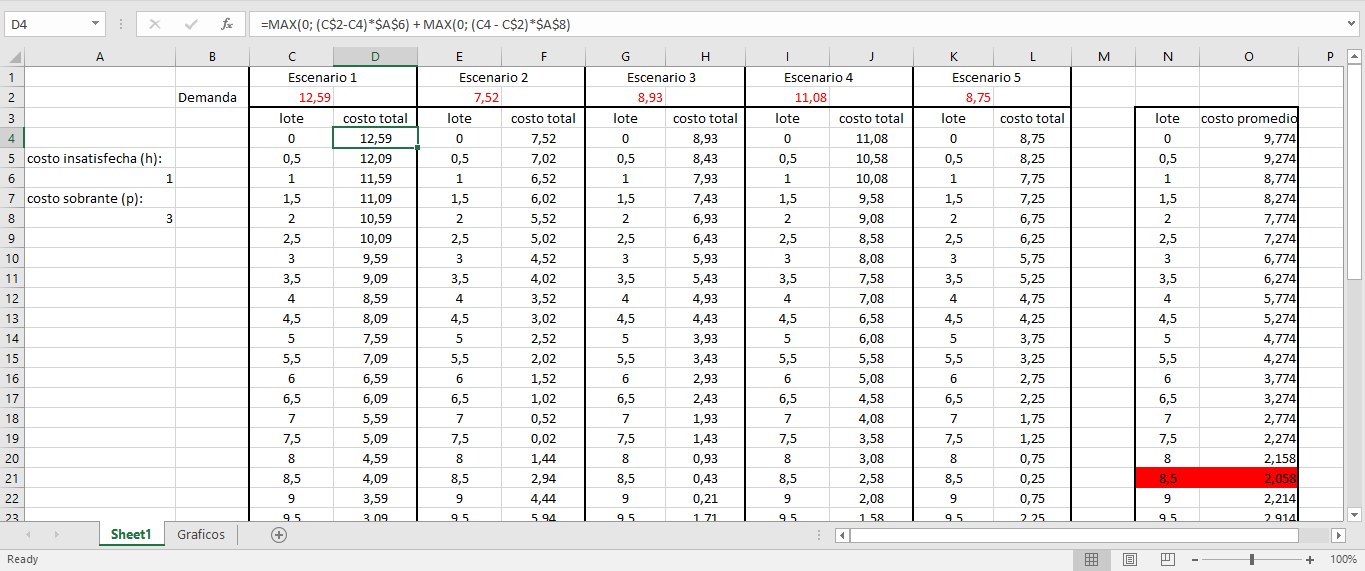 D4 =MAX(0; (C$2-C4)*$A$6) + MAX(0; (C4 - C$2)*$A$8)
A B C D E F G H I J K L M N O P
1 Escenario 1 Escenario 2 Escenario 3 Escenario 4 Escenario 5
2 Demanda 12,59 7,52 8,93 11,08 8,75
3 lote costo total lote costo total lote costo total lote costo total lote costo total lote costo promedio
4 0 12,59 0 7,52 0 8,93 0 11,08 0 8,75 0 9,774
5 costo insatisfecha (h): 0,5 12,09 0,5 7,02 0,5 8,43 0,5 10,58 0,5 8,25 0,5 9,274
6 1 1 11,59 1 6,52 1 7,93 1 10,08 1 7,75 1 8,774
7 costo sobrante (p): 1,5 11,09 1,5 6,02 1,5 7,43 1,5 9,58 1,5 7,25 1,5 8,274
8 3 2 10,59 2 5,52 2 6,93 2 9,08 2 6,75 2 7,774
9 2,5 10,09 2,5 5,02 2,5 6,43 2,5 8,58 2,5 6,25 2,5 7,274
10 3 9,59 3 4,52 3 5,93 3 8,08 3 5,75 3 6,774
11 3,5 9,09 3,5 4,02 3,5 5,43 3,5 7,58 3,5 5,25 3,5 6,274
12 4 8,59 4 3,52 4 4,93 4 7,08 4 4,75 4 5,774
13 4,5 8,09 4,5 3,02 4,5 4,43 4,5 6,58 4,5 4,25 4,5 5,274
14 5 7,59 5 2,52 5 3,93 5 6,08 5 3,75 5 4,774
15 5,5 7,09 5,5 2,02 5,5 3,43 5,5 5,58 5,5 3,25 5,5 4,274
16 6 6,59 6 1,52 6 2,93 6 5,08 6 2,75 6 3,774
17 6,5 6,09 6,5 1,02 6,5 2,43 6,5 4,58 6,5 2,25 6,5 3,274
18 7 5,59 7 0,52 7 1,93 7 4,08 7 1,75 7 2,774
19 7,5 5,09 7,5 0,02 7,5 1,43 7,5 3,58 7,5 1,25 7,5 2,274
20 8 4,59 8 1,44 8 0,93 8 3,08 8 0,75 8 2,158
21 8,5 4,09 8,5 2,94 8,5 0,43 8,5 2,58 8,5 0,25 8,5 2,058
22 9 3,59 9 4,44 9 0,21 9 2,08 9 0,75 9 2,214
23 9,5 3,09 9,5 5,94 9,5 1,71 9,5 1,58 9,5 2,25 9,5 2,914
Sheet1 Graficos
Ready 100%